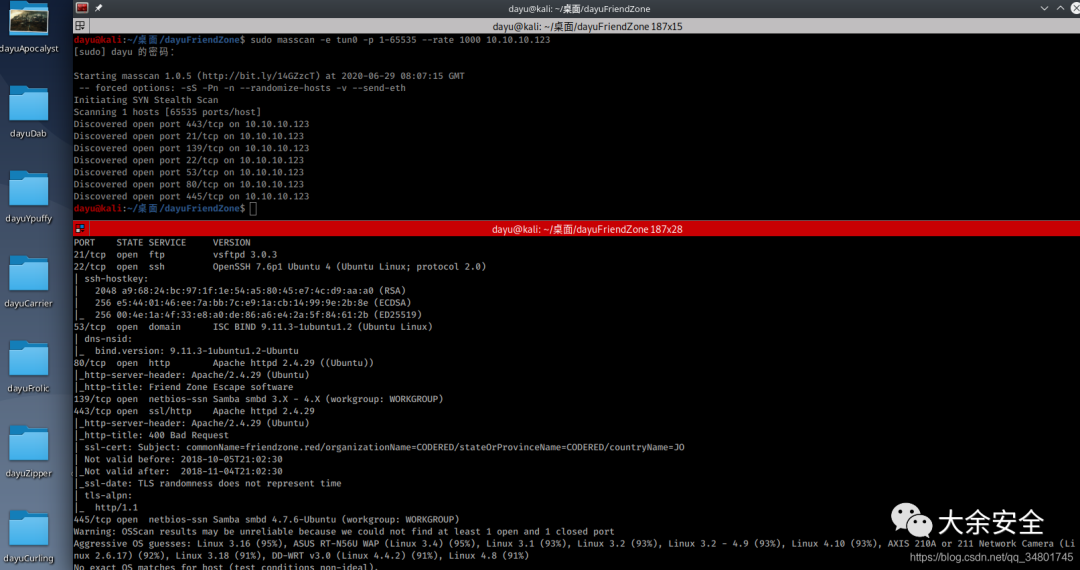 dayu@kali: ~/桌面/dayuFriendZone
dayu@kali: ~/桌面/dayuFriendZone 187x15
dayu@kali:~/桌面/dayuFriendZone$ sudo masscan -e tun0 -p 1-65535 --rate 1000 10.10.10.123
[sudo] dayu 的密码：
Starting masscan 1.0.5 (http://bit.ly/14GZzcT) at 2020-06-29 08:07:15 GMT
-- forced options: -sS -Pn -n --randomize-hosts -v --send-eth
Initiating SYN Stealth Scan
Scanning 1 hosts [65535 ports/host]
Discovered open port 443/tcp on 10.10.10.123
Discovered open port 21/tcp on 10.10.10.123
Discovered open port 139/tcp on 10.10.10.123
Discovered open port 22/tcp on 10.10.10.123
Discovered open port 53/tcp on 10.10.10.123
Discovered open port 80/tcp on 10.10.10.123
Discovered open port 445/tcp on 10.10.10.123
dayu@kali:~/桌面/dayuFriendZone$
dayu@kali: ~/桌面/dayuFriendZone 187x28
PORT STATE SERVICE VERSION
21/tcp open ftp vsftpd 3.0.3
22/tcp open ssh OpenSSH 7.6p1 Ubuntu 4 (Ubuntu Linux; protocol 2.0)
| ssh-hostkey:
| 2048 a9:68:24:bc:97:1f:1e:54:a5:80:45:e7:4c:d9:aa:a0 (RSA)
| 256 e5:44:01:46:ee:7a:bb:7c:e9:1a:cb:14:99:9e:2b:8e (ECDSA)
|_ 256 00:4e:1a:4f:33:e8:a0:de:86:a6:e4:2a:5f:84:61:2b (ED25519)
53/tcp open domain ISC BIND 9.11.3-1ubuntu1.2 (Ubuntu Linux)
| dns-nsid:
|_ bind.version: 9.11.3-1ubuntu1.2-Ubuntu
80/tcp open http Apache httpd 2.4.29 ((Ubuntu))
|_http-server-header: Apache/2.4.29 (Ubuntu)
|_http-title: Friend Zone Escape software
139/tcp open netbios-ssn Samba smbd 3.X - 4.X (workgroup: WORKGROUP)
443/tcp open ssl/http Apache httpd 2.4.29
|_http-server-header: Apache/2.4.29 (Ubuntu)
|_http-title: 400 Bad Request
| ssl-cert: Subject: commonName=friendzone.red/organizationName=CODERED/stateOrProvinceName=CODERED/countryName=JO
| Not valid before: 2018-10-05T21:02:30
|_Not valid after: 2018-11-04T21:02:30
|_ssl-date: TLS randomness does not represent time
| tls-alpn:
|_ http/1.1
445/tcp open netbios-ssn Samba smbd 4.7.6-Ubuntu (workgroup: WORKGROUP)
Warning: OSScan results may be unreliable because we could not find at least 1 open and 1 closed port
Aggressive OS guesses: Linux 3.16 (95%), ASUS RT-N56U WAP (Linux 3.4) (95%), Linux 3.1 (93%), Linux 3.2 (93%), Linux 3.2 - 4.9 (93%), Linux 4.10 (93%), AXIS 210A or 211 Network Camera (Li
nux 2.6.17) (92%), Linux 3.18 (91%), DD-WRT v3.0 (Linux 4.4.2) (91%), Linux 4.8 (91%)
No exact OS matches for host (test conditions non-ideal).
dayuApocalyst
dayuDab
dayuYpuffy
dayuCarrier
dayuFrolic
dayuZipper
dayuCurling
大余安全
https://blog.csdn.net/qq_34801745